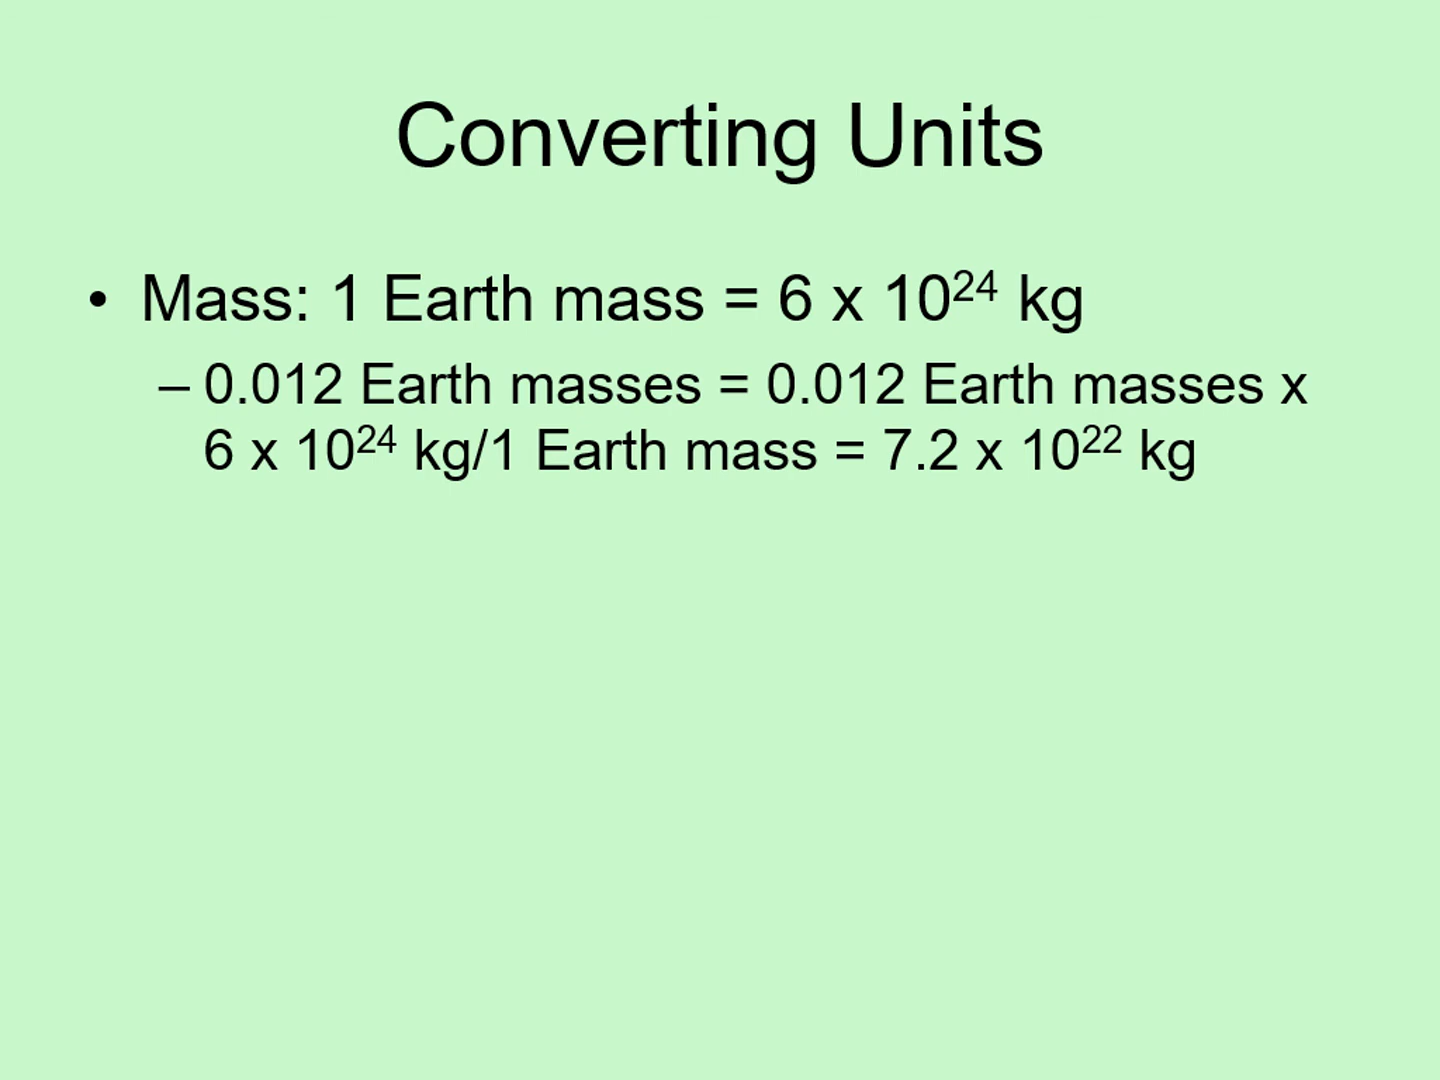 Converting Units
• Mass: 1 Earth mass = 6 x 10²⁴ kg
– 0.012 Earth masses = 0.012 Earth masses x
6 x 10²⁴ kg/1 Earth mass = 7.2 x 10²² kg